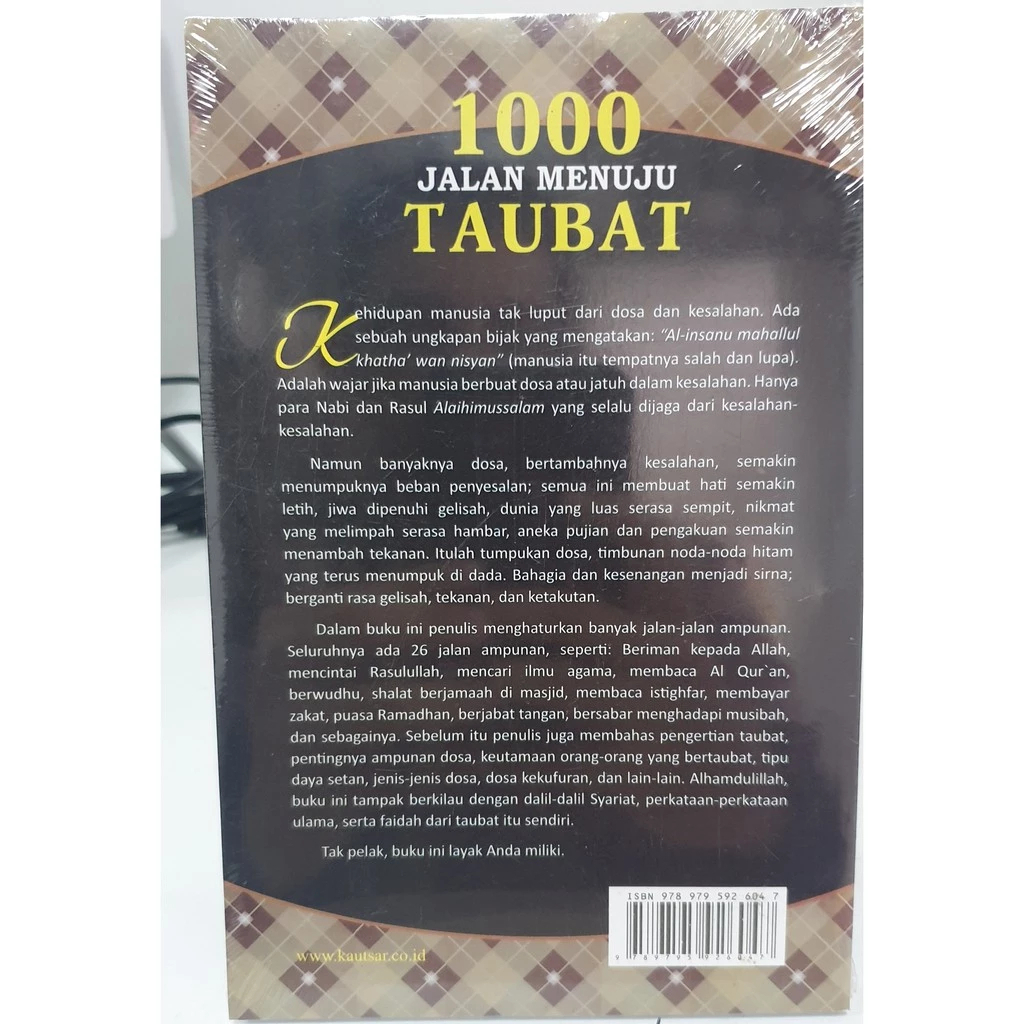 1000
JALAN MENUJU
TAUBAT
Kehidupan manusia tak luput dari dosa dan kesalahan. Ada
sebuah ungkapan bijak yang mengatakan: “Al-insanu mahallul
khatha’ wan nisyan” (manusia itu tempatnya salah dan lupa).
Adalah wajar jika manusia berbuat dosa atau jatuh dalam kesalahan. Hanya
para Nabi dan Rasul Alaihimussalam yang selalu dijaga dari kesalahan-
kesalahan.
Namun banyaknya dosa, bertambahnya kesalahan, semakin
menumpuknya beban penyesalan; semua ini membuat hati semakin
letih, jiwa dipenuhi gelisah, dunia yang luas serasa sempit, nikmat
yang melimpah serasa hambar, aneka pujian dan pengakuan semakin
menambah tekanan. Itulah tumpukan dosa, timbunan noda-noda hitam
yang terus menumpuk di dada. Bahagia dan kesenangan menjadi sirna;
berganti rasa gelisah, tekanan, dan ketakutan.
Dalam buku ini penulis menghaturkan banyak jalan-jalan ampunan.
Seluruhnya ada 26 jalan ampunan, seperti: Beriman kepada Allah,
mencintai Rasulullah, mencari ilmu agama, membaca Al Qur`an,
berwudhu, shalat berjamaah di masjid, membaca istighfar, membayar
zakat, puasa Ramadhan, berjabat tangan, bersabar menghadapi musibah,
dan sebagainya. Sebelum itu penulis juga membahas pengertian taubat,
pentingnya ampunan dosa, keutamaan orang-orang yang bertaubat, tipu
daya setan, jenis-jenis dosa, dosa kekufuran, dan lain-lain. Alhamdulillah,
buku ini tampak berkilau dengan dalil-dalil Syariat, perkataan-perkataan
ulama, serta faidah dari taubat itu sendiri.
Tak pelak, buku ini layak Anda miliki.
ISBN 978 979 592 604 7
9 789795 926047
www.kautsar.co.id